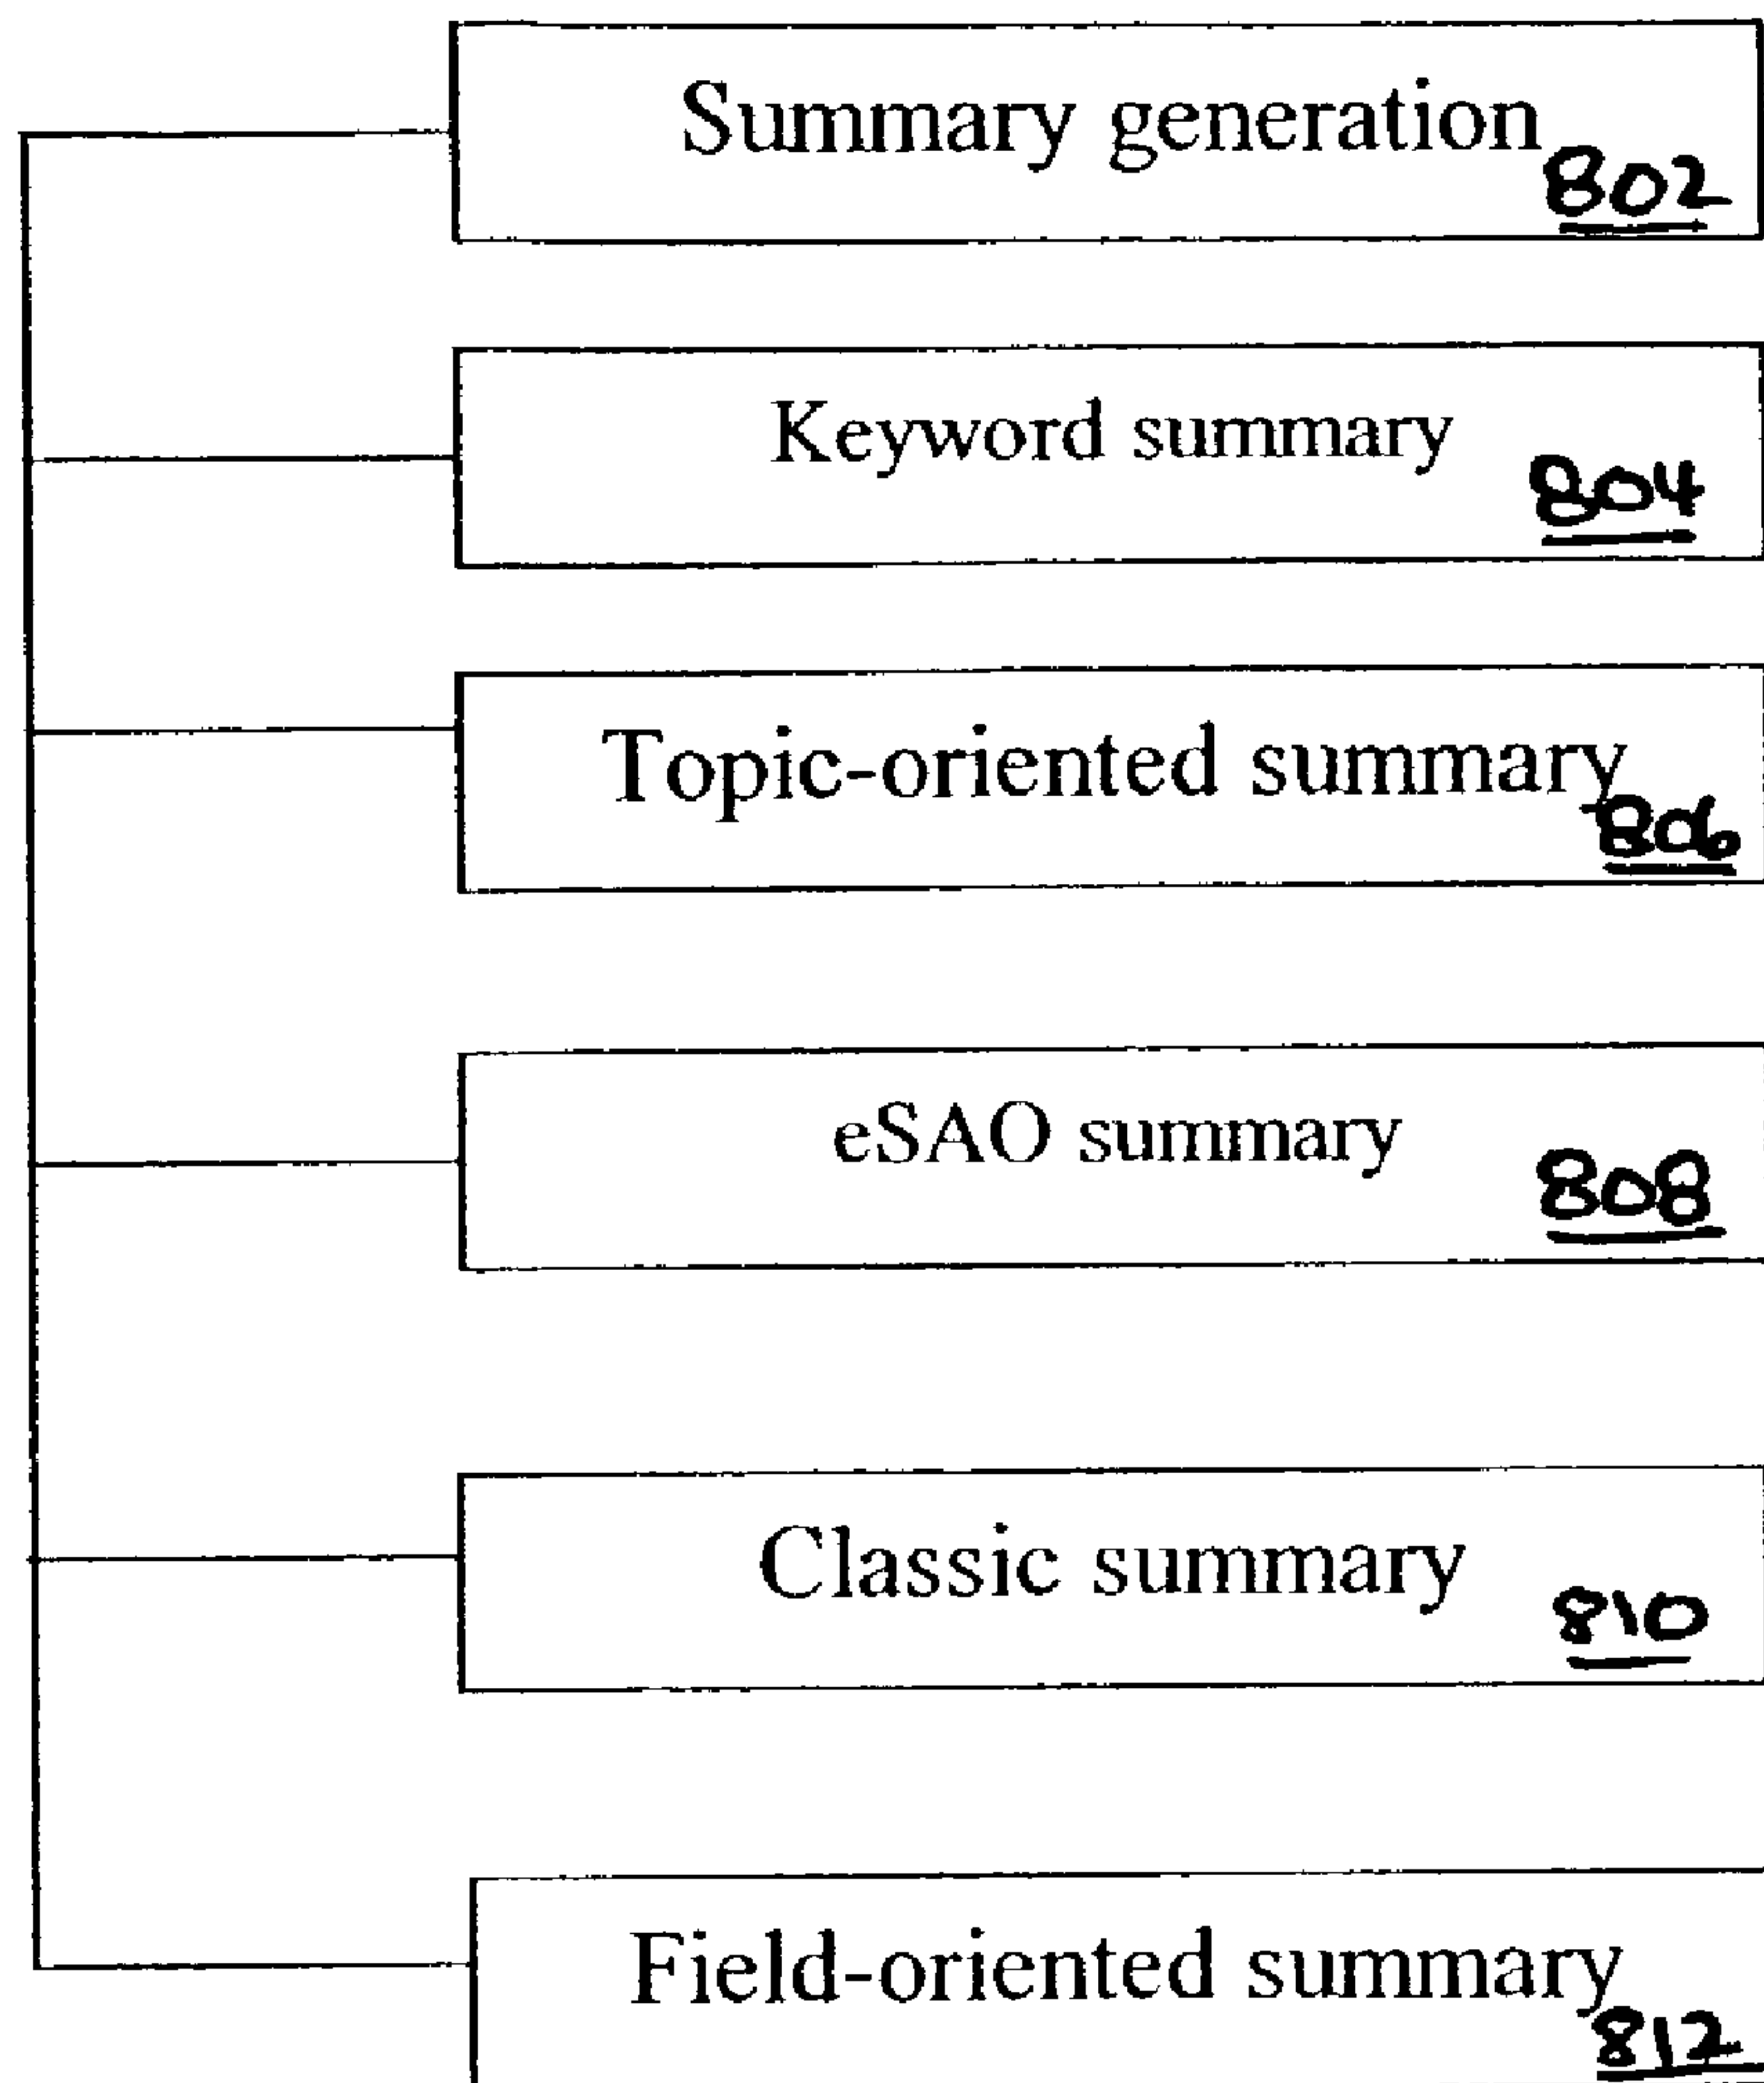 Summary generation
802
Keyword summary
804
Topic-oriented summary
806
eSAO summary
808
Classic summary
810
Field-oriented summary
812